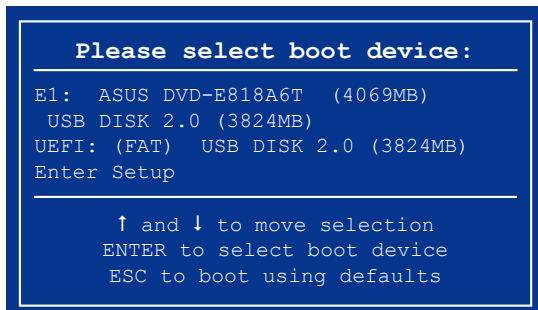 Please select boot device:
E1: ASUS DVD-E818A6T (4069MB)
USB DISK 2.0 (3824MB)
UEFI: (FAT) USB DISK 2.0 (3824MB)
Enter Setup
↑ and ↓ to move selection
ENTER to select boot device
ESC to boot using defaults